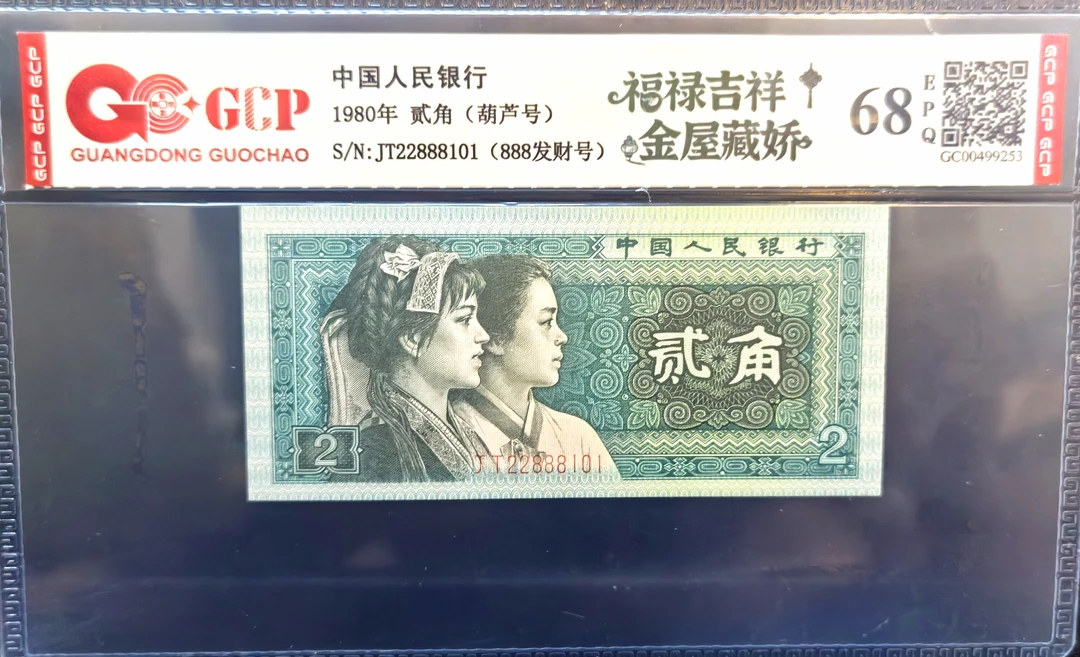 GCP GCP GCP
GCP
GUANGDONG GUOCHAO
中国人民银行
1980年 贰角（葫芦号）
S/N:JT22888101（888发财号）
福禄吉祥
金屋藏娇
68
EPQ
GC00499253
GCP GCP GCP
中国人民银行
贰角
2
2
JT22888101